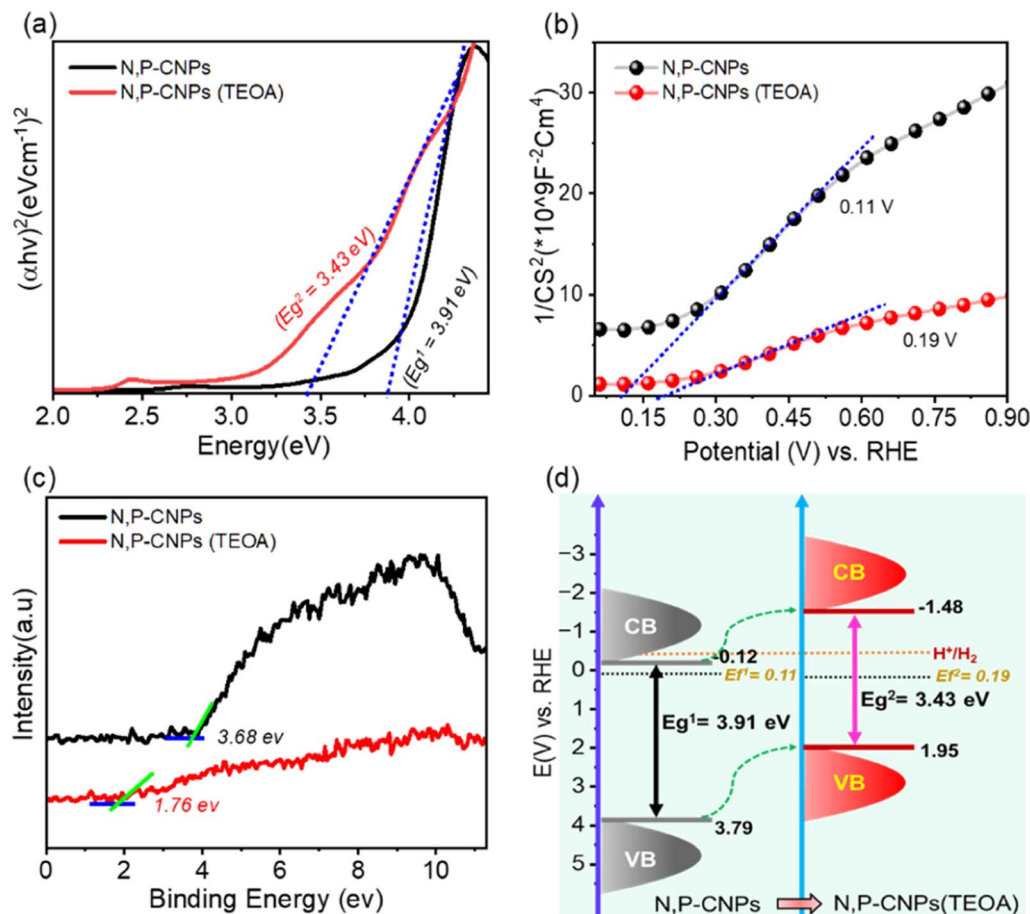 (a)
N,P-CNPs
N,P-CNPs (TEOA)
(αhν)²(eVcm⁻¹)²
(Eg² = 3.43 eV)
(Eg¹ = 3.91 eV)
2.0 2.5 3.0 3.5 4.0
Energy(eV)
(b)
N,P-CNPs
N,P-CNPs (TEOA)
1/CS²(*10^9F⁻²Cm⁴)
30
20
10
0
0.11 V
0.19 V
0.15 0.30 0.45 0.60 0.75 0.90
Potential (V) vs. RHE
(c)
N,P-CNPs
N,P-CNPs (TEOA)
Intensity(a.u)
3.68 ev
1.76 ev
0 2 4 6 8 10
Binding Energy (ev)
(d)
E(V) vs. RHE
−3
−2
−1
0
1
2
3
4
5
CB
CB
-1.48
-0.12
H⁺/H₂
Ef¹= 0.11
Ef²= 0.19
Eg¹= 3.91 eV
Eg²= 3.43 eV
1.95
VB
3.79
VB
N,P-CNPs
N,P-CNPs(TEOA)